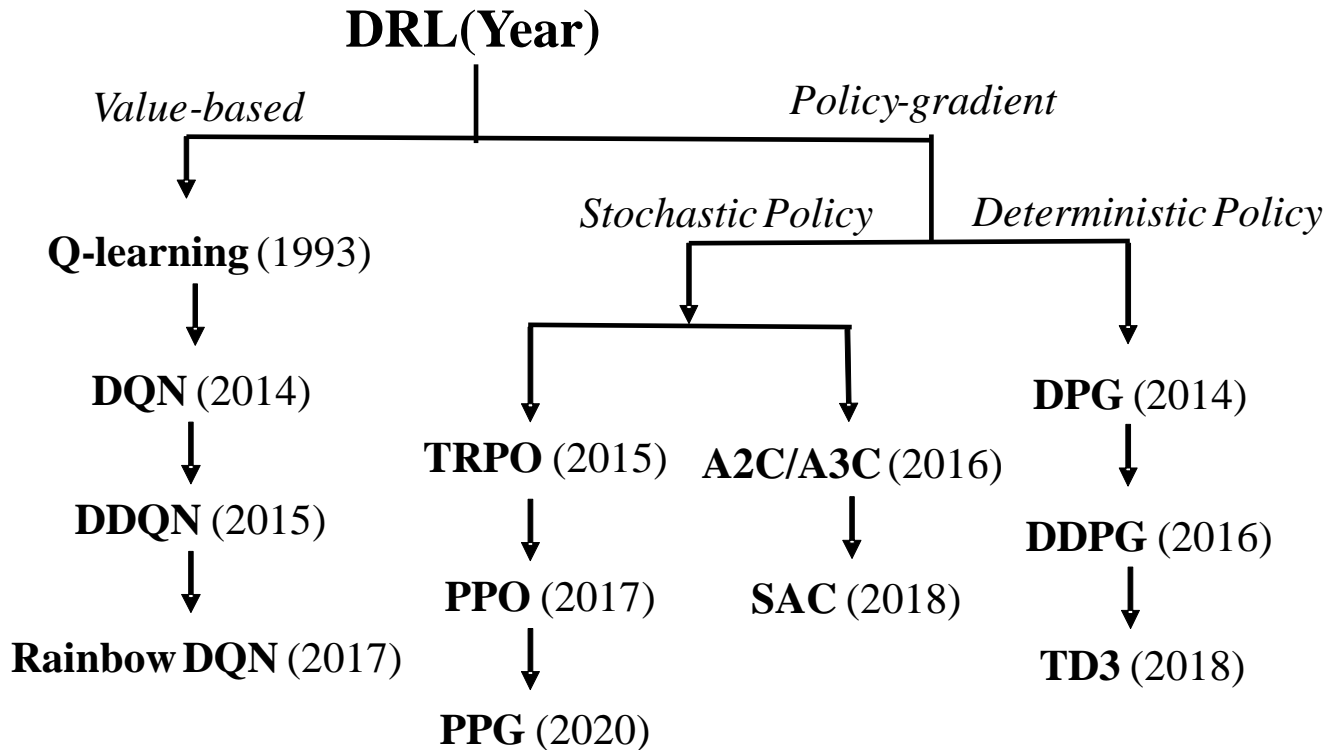 DRL(Year)
Value-based
Policy-gradient
Stochastic Policy
Deterministic Policy
Q-learning (1993)
DQN (2014)
DDQN (2015)
Rainbow DQN (2017)
TRPO (2015)
PPO (2017)
PPG (2020)
A2C/A3C (2016)
SAC (2018)
DPG (2014)
DDPG (2016)
TD3 (2018)